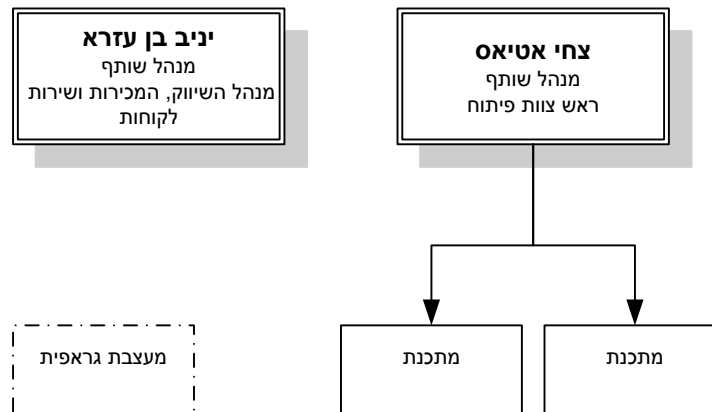 צחי אטיאס
מנהל שותף
ראש צוות פיתוח
יניב בן עזרא
מנהל שותף
מנהל השיווק, המכירות ושירות
לקוחות
מתכנת
מתכנת
מעצבת גראפית